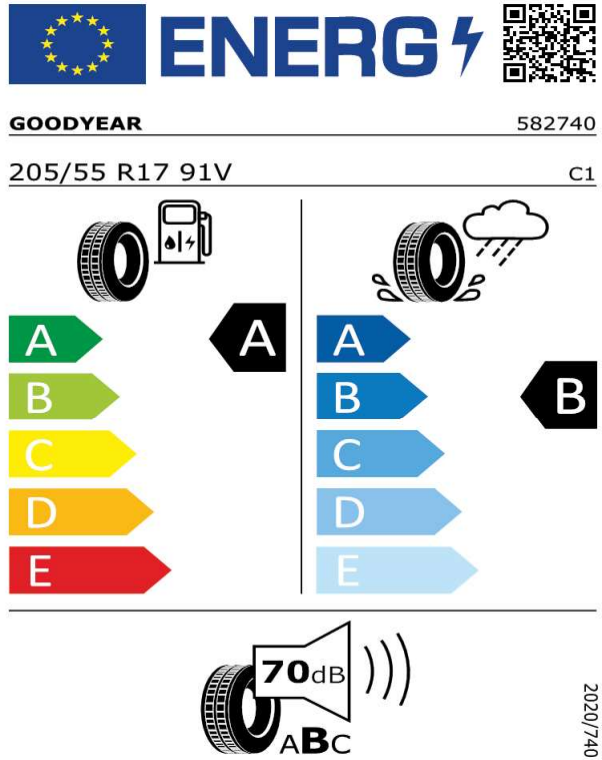 ENERG
GOODYEAR 582740
205/55 R17 91V C1
A A A
B B B
C C
D D
E E
70dB
ABC
2020/740